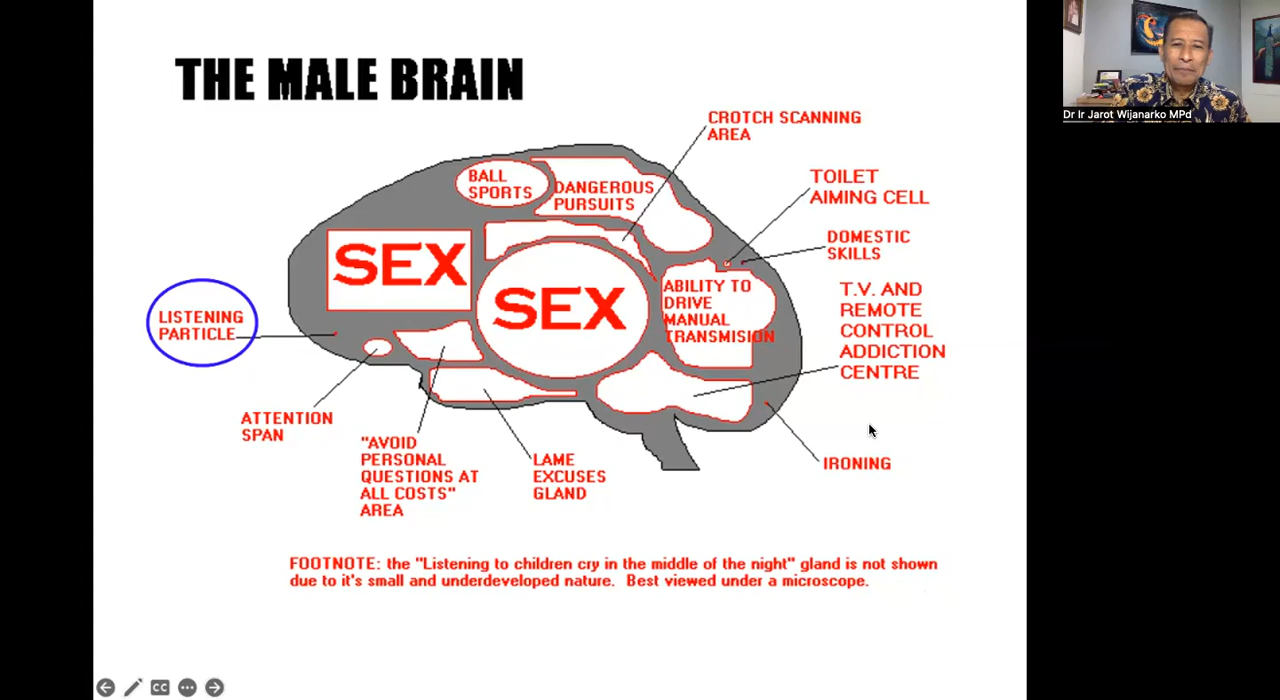 THE MALE BRAIN
CROTCH SCANNING
AREA
BALL
SPORTS
DANGEROUS
PURSUITS
TOILET
AIMING CELL
DOMESTIC
SKILLS
SEX
SEX
ABILITY TO
DRIVE
MANUAL
TRANSMISION
T.V. AND
REMOTE
CONTROL
ADDICTION
CENTRE
LISTENING
PARTICLE
ATTENTION
SPAN
"AVOID
PERSONAL
QUESTIONS AT
ALL COSTS"
AREA
LAME
EXCUSES
GLAND
IRONING
FOOTNOTE: the "Listening to children cry in the middle of the night" gland is not shown
due to it's small and underdeveloped nature. Best viewed under a microscope.
Dr Ir Jarot Wijanarko MPd
CC